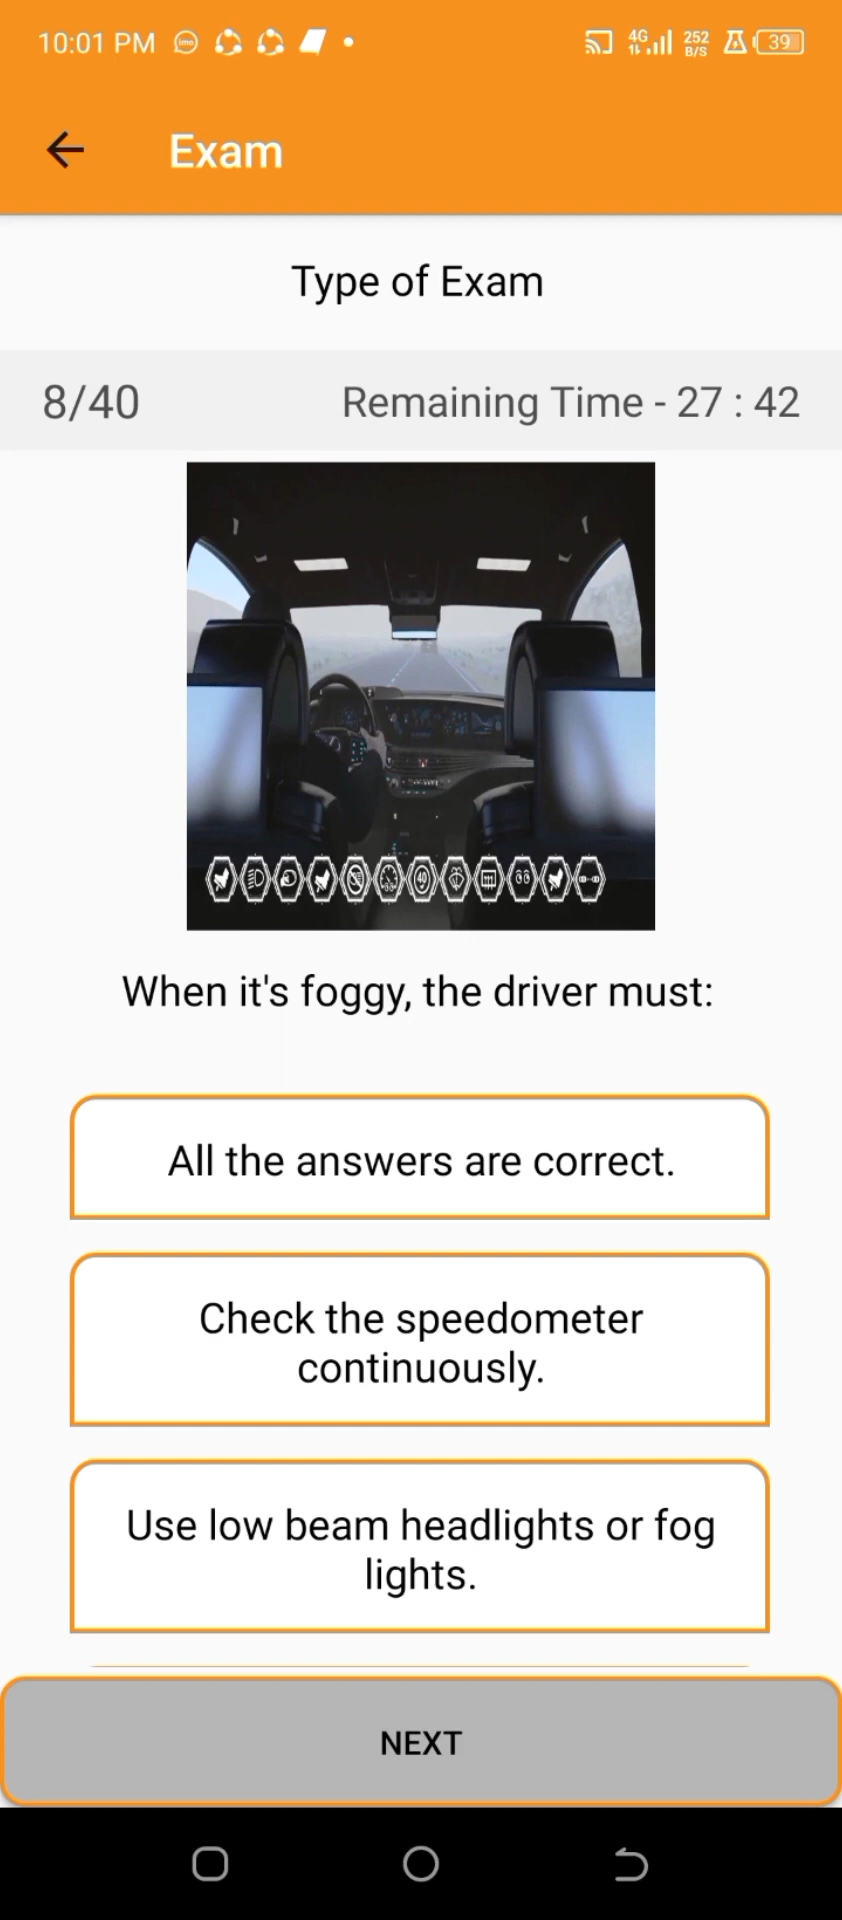 10:01 PM
imo
4G
252
B/S
39
Exam
Type of Exam
8/40
Remaining Time - 27 : 42
40
When it's foggy, the driver must:
All the answers are correct.
Check the speedometer
continuously.
Use low beam headlights or fog
lights.
NEXT